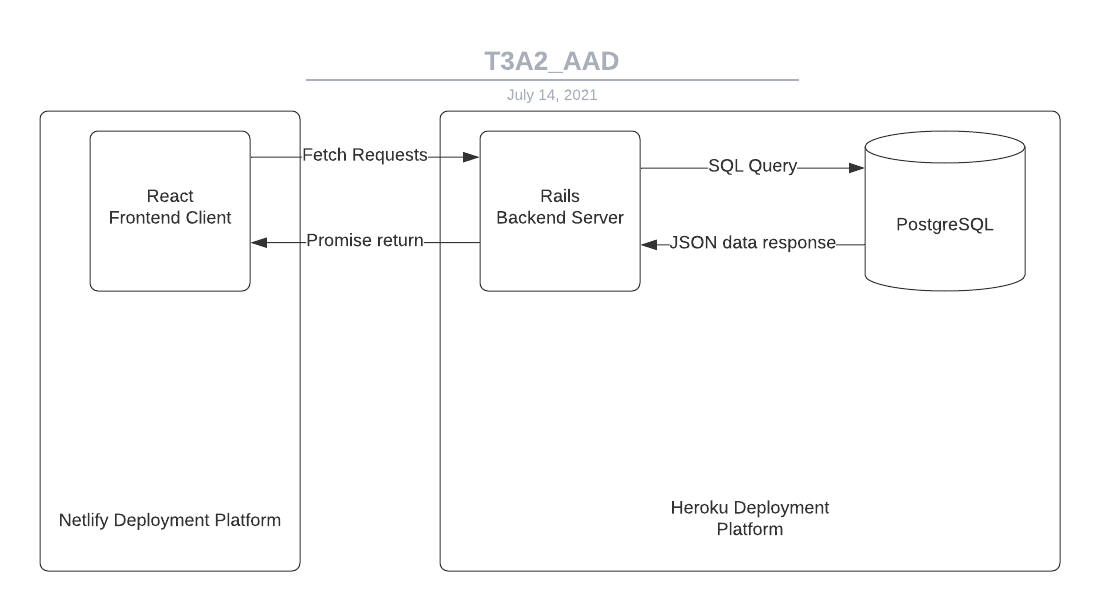 T3A2_AAD
July 14, 2021
Fetch Requests
SQL Query
React
Frontend Client
Rails
Backend Server
PostgreSQL
Promise return
JSON data response
Netlify Deployment Platform
Heroku Deployment
Platform